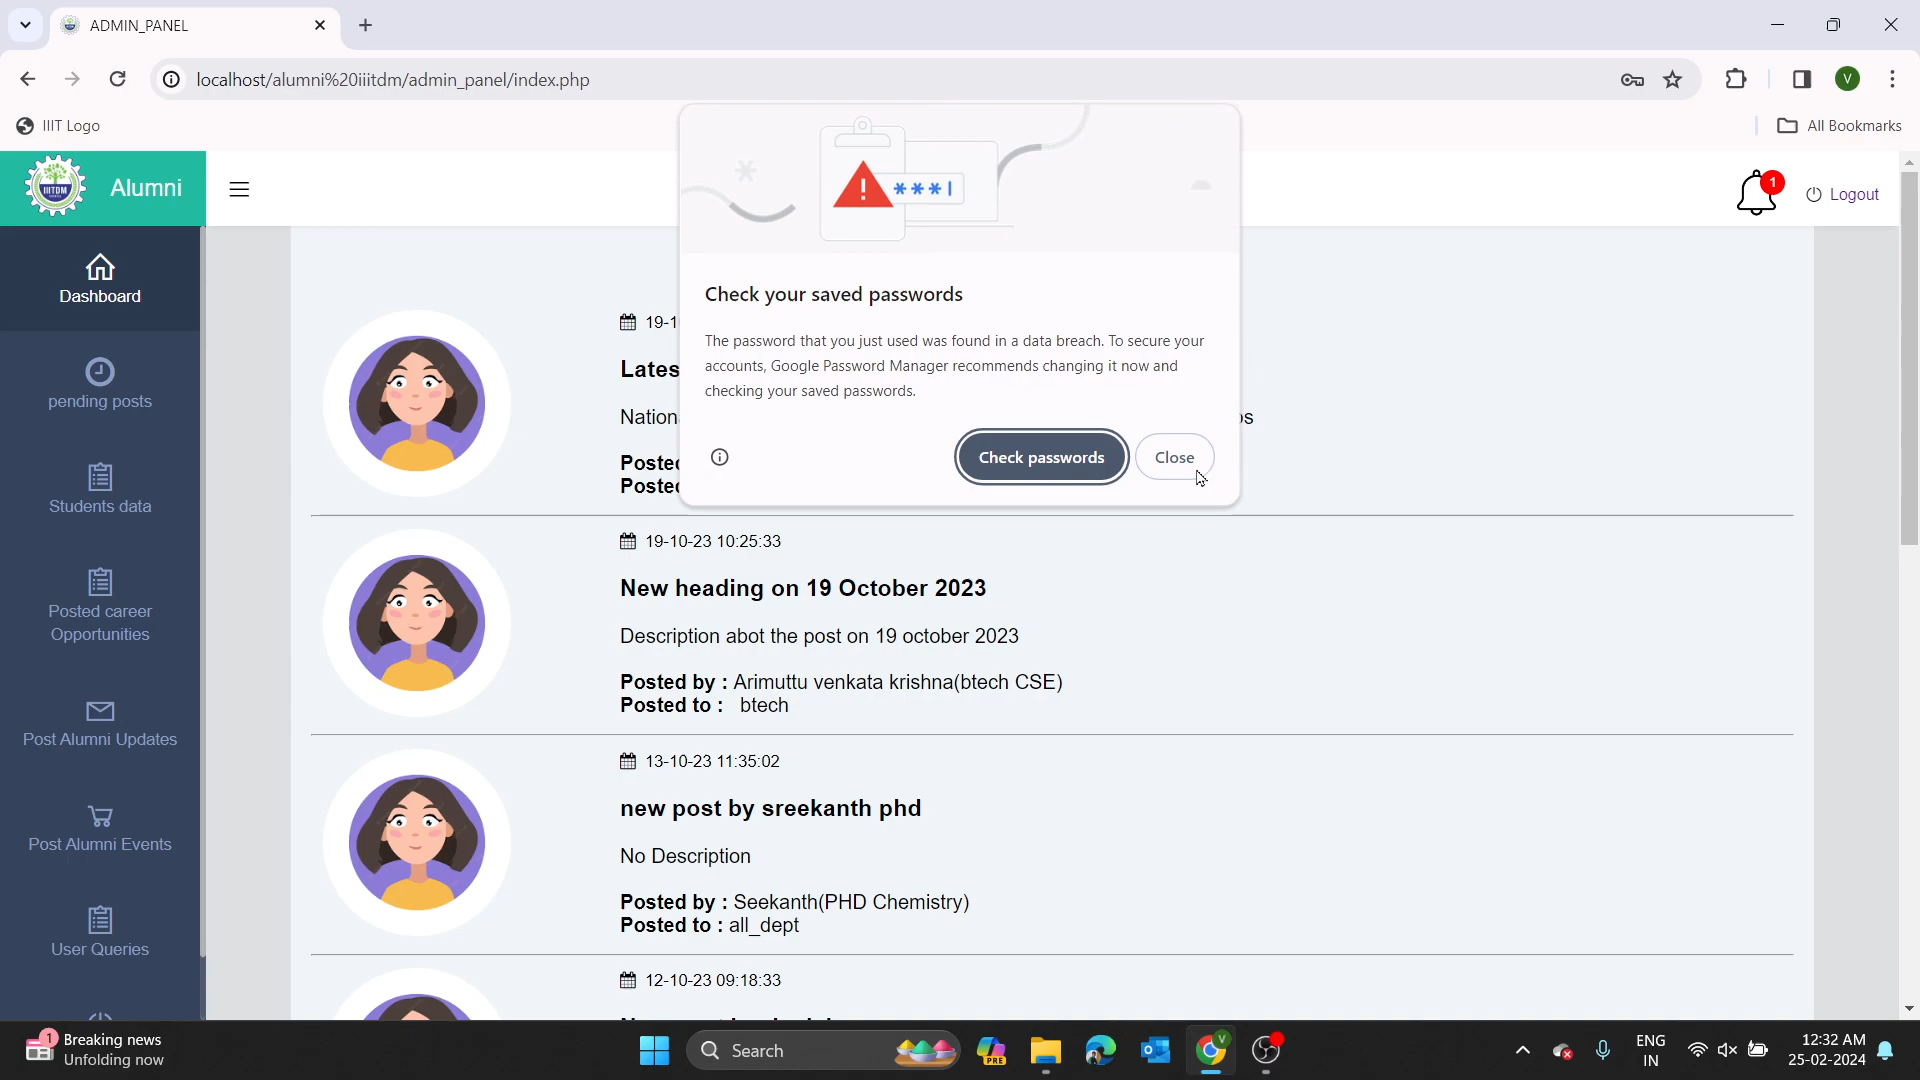 ADMIN_PANEL
localhost/alumni%20iiitdm/admin_panel/index.php
V
IIIT Logo
All Bookmarks
IIITDM
Alumni
1
Logout
Dashboard
pending posts
Students data
Posted career
Opportunities
Post Alumni Updates
Post Alumni Events
User Queries
***
Check your saved passwords
The password that you just used was found in a data breach. To secure your
accounts, Google Password Manager recommends changing it now and
checking your saved passwords.
Check passwords
Close
19-10-23 10:25:33
New heading on 19 October 2023
Description abot the post on 19 october 2023
Posted by : Arimuttu venkata krishna(btech CSE)
Posted to : btech
13-10-23 11:35:02
new post by sreekanth phd
No Description
Posted by : Seekanth(PHD Chemistry)
Posted to : all_dept
12-10-23 09:18:33
1
Breaking news
Unfolding now
Search
PRE
V
ENG
IN
12:32 AM
25-02-2024